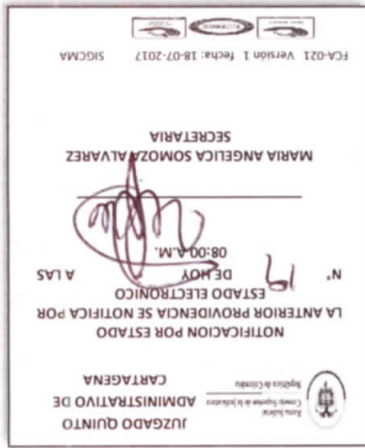 Rama Judicial
Consejo Superior de la Judicatura
República de Colombia
JUZGADO QUINTO
ADMINISTRATIVO DE
CARTAGENA
NOTIFICACION POR ESTADO
LA ANTERIOR PROVIDENCIA SE NOTIFICA POR
ESTADO ELECTRONICO
N° 19 DE HOY A LAS
08:00 A.M.
MARIA ANGELICA SOMOZA ALVAREZ
SECRETARIA
FCA-021 Versión 1 fecha: 18-07-2017 SIGCMA